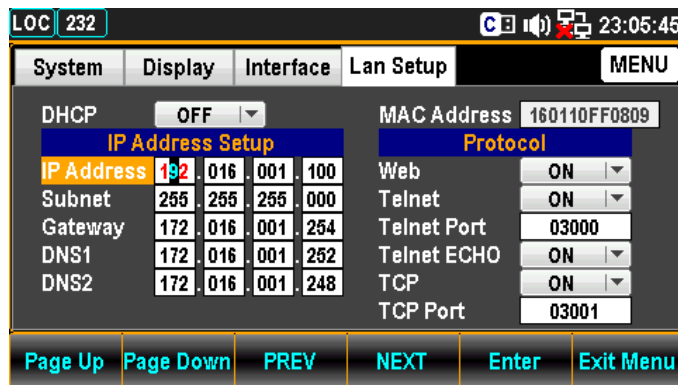 LOC 232 C 23:05:45
System Display Interface Lan Setup MENU
DHCP OFF MAC Address 160110FF0809
IP Address Setup Protocol
IP Address 192.016.001.100 Web ON
Subnet 255.255.255.000 Telnet ON
Gateway 172.016.001.254 Telnet Port 03000
DNS1 172.016.001.252 Telnet ECHO ON
DNS2 172.016.001.248 TCP ON
TCP Port 03001
Page Up Page Down PREV NEXT Enter Exit Menu